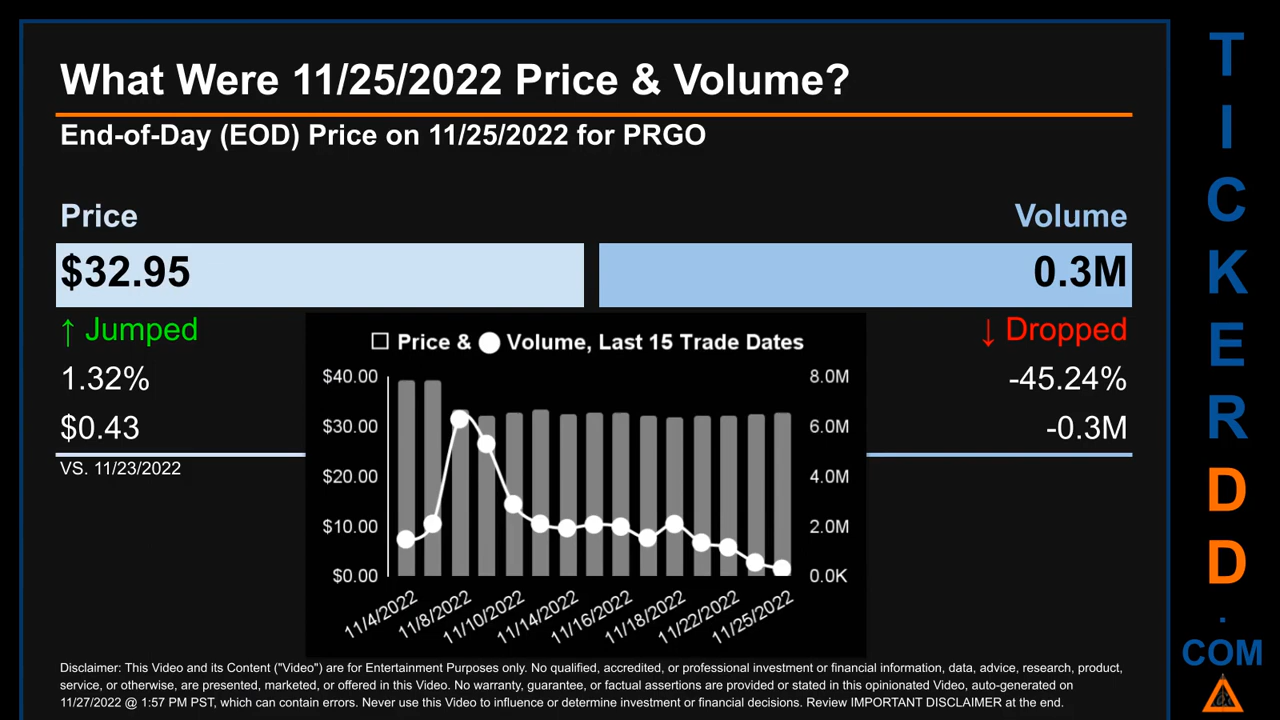 What Were 11/25/2022 Price & Volume?
End-of-Day (EOD) Price on 11/25/2022 for PRGO
Price
Volume
$32.95
0.3M
↑ Jumped
↓ Dropped
1.32%
-45.24%
$0.43
-0.3M
VS. 11/23/2022
Price & Volume, Last 15 Trade Dates
$40.00
$30.00
$20.00
$10.00
$0.00
8.0M
6.0M
4.0M
2.0M
0.0K
11/4/2022
11/8/2022
11/10/2022
11/14/2022
11/16/2022
11/18/2022
11/22/2022
11/25/2022
Disclaimer: This Video and its Content ("Video") are for Entertainment Purposes only. No qualified, accredited, or professional investment or financial information, data, advice, research, product,
service, or otherwise, are presented, marketed, or offered in this Video. No warranty, guarantee, or factual assertions are provided or stated in this opinionated Video, auto-generated on
11/27/2022 @ 1:57 PM PST, which can contain errors. Never use this Video to influence or determine investment or financial decisions. Review IMPORTANT DISCLAIMER at the end.
T
I
C
K
E
R
D
D
.
COM